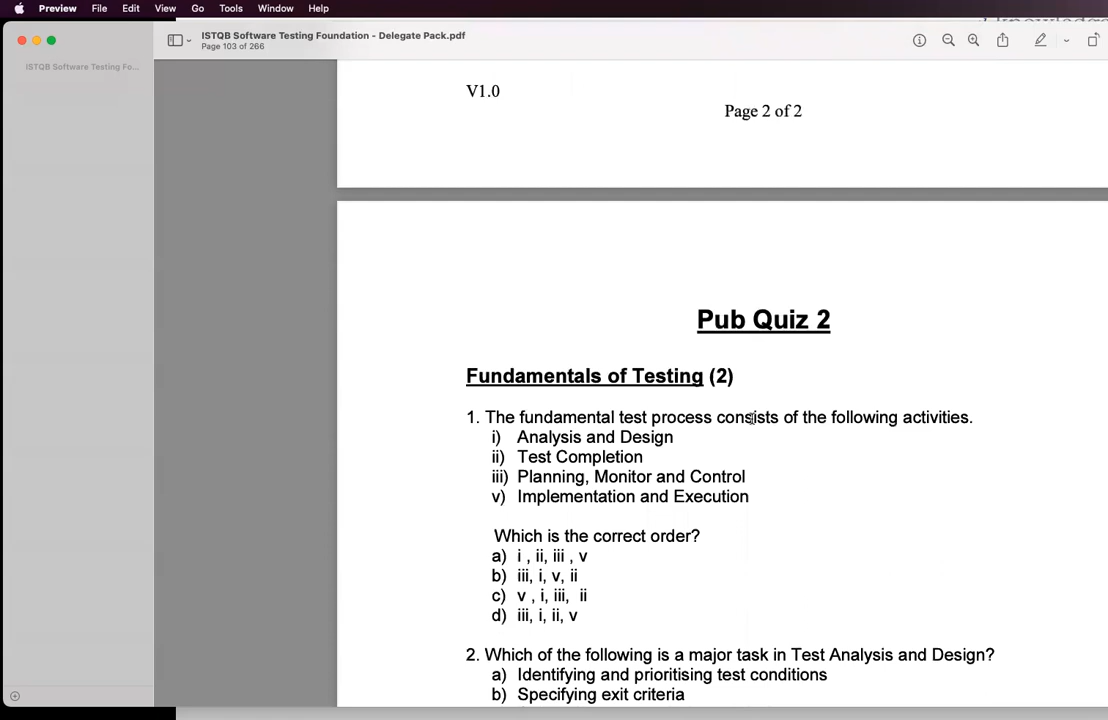 Preview File Edit View Go Tools Window Help
ISTQB Software Testing Foundation - Delegate Pack.pdf
Page 103 of 266
ISTQB Software Testing Fo...
V1.0
Page 2 of 2
Pub Quiz 2
Fundamentals of Testing (2)
1. The fundamental test process consists of the following activities.
i) Analysis and Design
ii) Test Completion
iii) Planning, Monitor and Control
v) Implementation and Execution
Which is the correct order?
a) i , ii, iii , v
b) iii, i, v, ii
c) v , i, iii, ii
d) iii, i, ii, v
2. Which of the following is a major task in Test Analysis and Design?
a) Identifying and prioritising test conditions
b) Specifying exit criteria